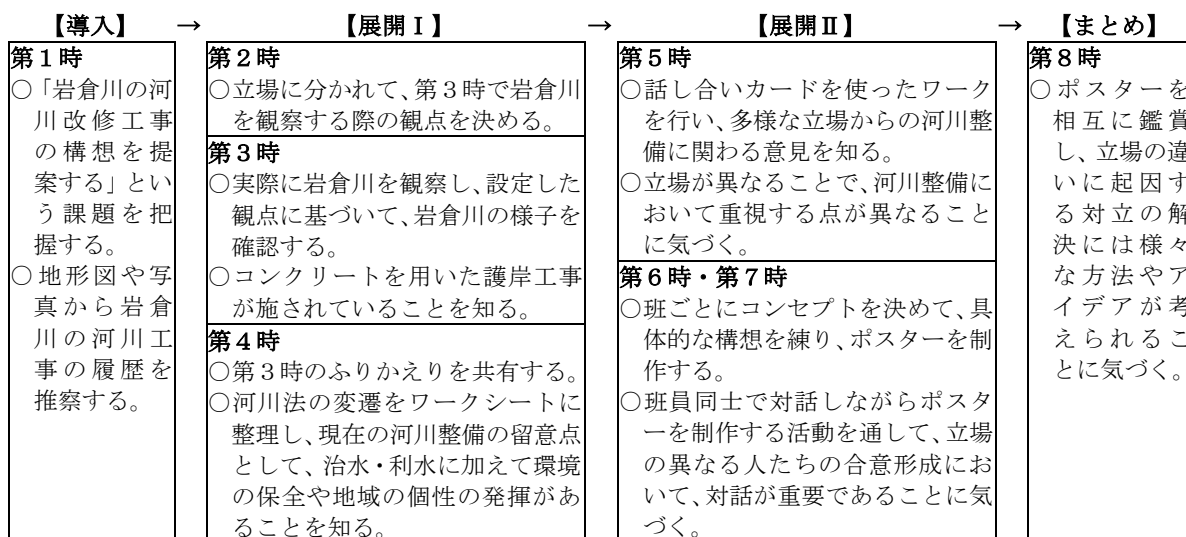 【導入】 → 【展開Ⅰ】 → 【展開Ⅱ】 → 【まとめ】
第1時
○「岩倉川の河
川改修工事
の構想を提
案する」とい
う課題を把
握する。
○地形図や写
真から岩倉
川の河川工
事の履歴を
推察する。
第2時
○立場に分かれて、第3時で岩倉川
を観察する際の観点を決める。
第3時
○実際に岩倉川を観察し、設定した
観点に基づいて、岩倉川の様子を
確認する。
○コンクリートを用いた護岸工事
が施されていることを知る。
第4時
○第3時のふりかえりを共有する。
○河川法の変遷をワークシートに
整理し、現在の河川整備の留意点
として、治水・利水に加えて環境
の保全や地域の個性の発揮があ
ることを知る。
第5時
○話し合いカードを使ったワーク
を行い、多様な立場からの河川整
備に関わる意見を知る。
○立場が異なることで、河川整備に
おいて重視する点が異なること
に気づく。
第6時・第7時
○班ごとにコンセプトを決めて、具
体的な構想を練り、ポスターを制
作する。
○班員同士で対話しながらポスタ
ーを制作する活動を通して、立場
の異なる人たちの合意形成にお
いて、対話が重要であることに気
づく。
第8時
○ポスターを
相互に鑑賞
し、立場の違
いに起因す
る対立の解
決には様々
な方法やア
イデアが考
えられるこ
とに気づく。